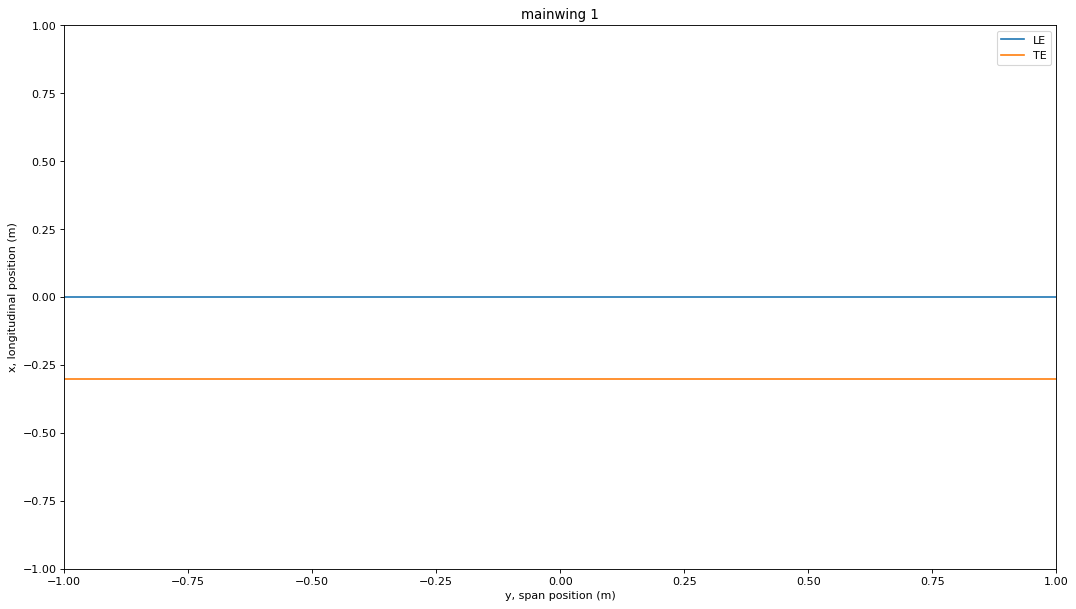 mainwing 1
LE
TE
x, longitudinal position (m)
1.00
0.75
0.50
0.25
0.00
−0.25
−0.50
−0.75
−1.00
−1.00 −0.75 −0.50 −0.25 0.00 0.25 0.50 0.75 1.00
y, span position (m)